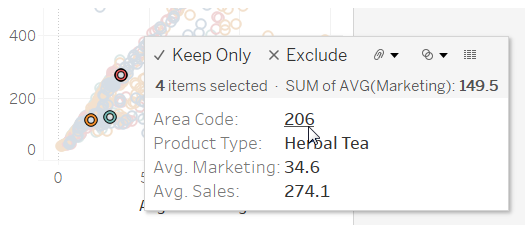 400
200
0
0
5
✓ Keep Only × Exclude
4 items selected · SUM of AVG(Marketing): 149.5
Area Code: 206
Product Type: Herbal Tea
Avg. Marketing: 34.6
Avg. Sales: 274.1